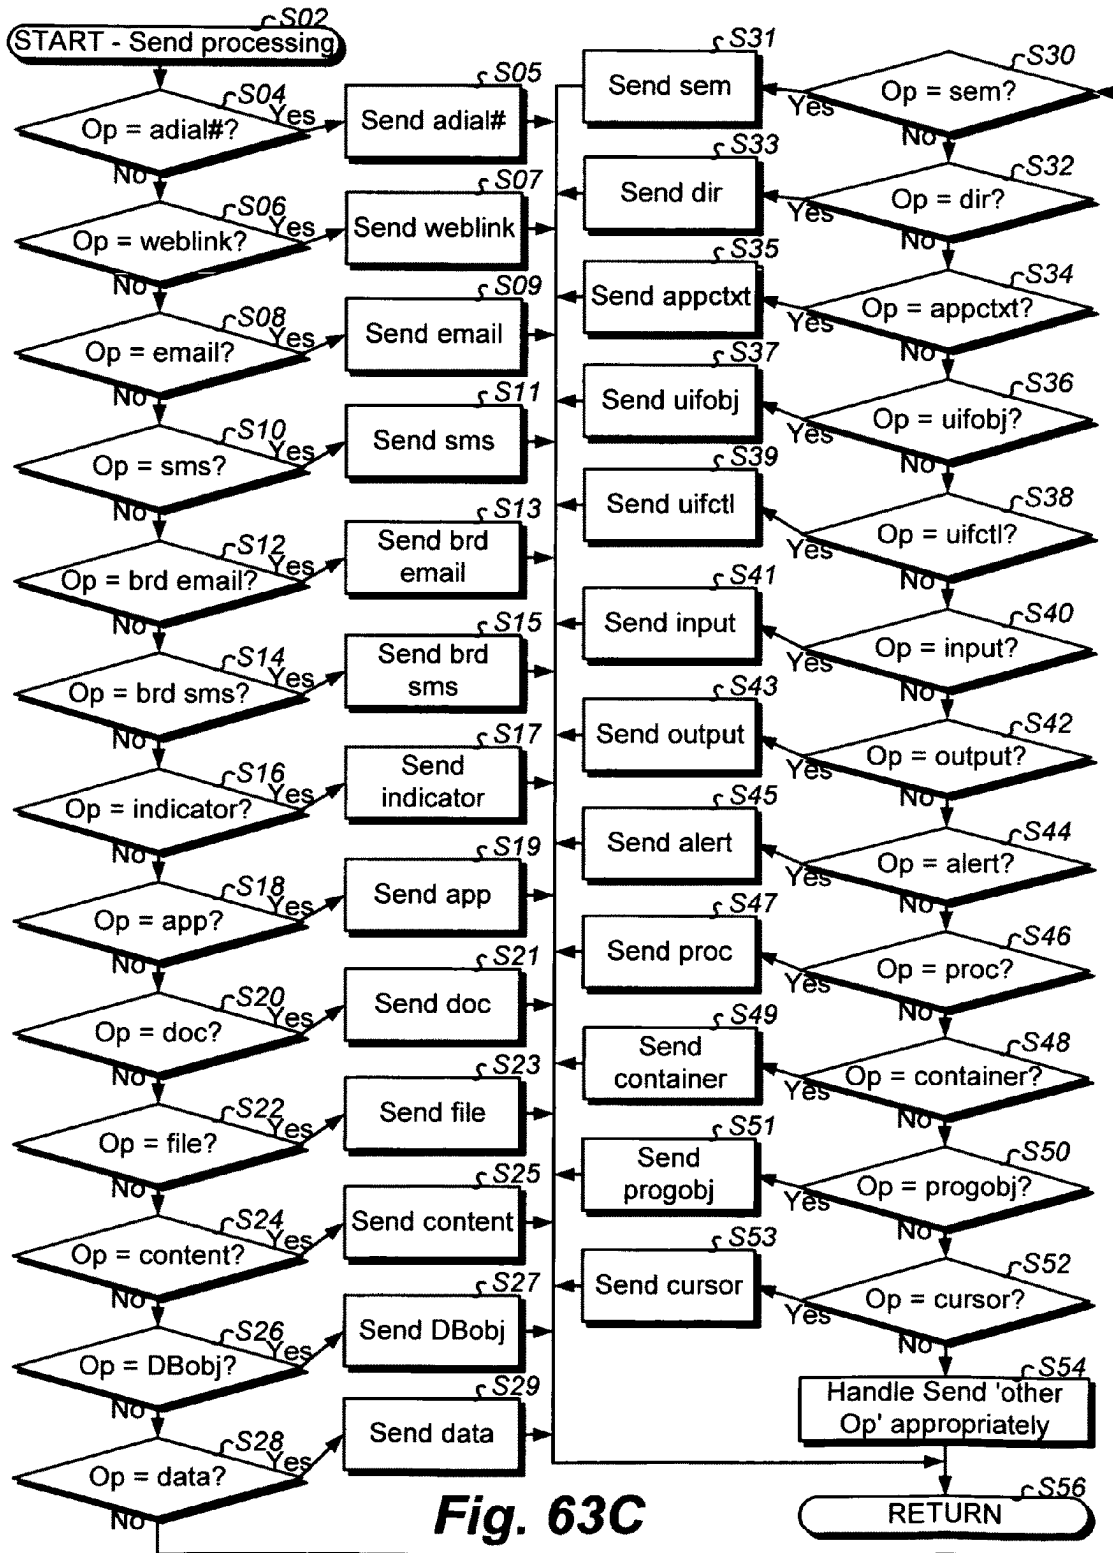 S02
START - Send processing
S04
Op = adial#?
Yes
No
S05
Send adial#
S06
Op = weblink?
Yes
No
S07
Send weblink
S08
Op = email?
Yes
No
S09
Send email
S10
Op = sms?
Yes
No
S11
Send sms
S12
Op = brd email?
Yes
No
S13
Send brd
email
S14
Op = brd sms?
Yes
No
S15
Send brd
sms
S16
Op = indicator?
Yes
No
S17
Send
indicator
S18
Op = app?
Yes
No
S19
Send app
S20
Op = doc?
Yes
No
S21
Send doc
S22
Op = file?
Yes
No
S23
Send file
S24
Op = content?
Yes
No
S25
Send content
S26
Op = DBobj?
Yes
No
S27
Send DBobj
S28
Op = data?
Yes
No
S29
Send data
S30
Op = sem?
Yes
No
S31
Send sem
S32
Op = dir?
Yes
No
S33
Send dir
S34
Op = appctxt?
Yes
No
S35
Send appctxt
S36
Op = uifobj?
Yes
No
S37
Send uifobj
S38
Op = uifctl?
Yes
No
S39
Send uifctl
S40
Op = input?
Yes
No
S41
Send input
S42
Op = output?
Yes
No
S43
Send output
S44
Op = alert?
Yes
No
S45
Send alert
S46
Op = proc?
Yes
No
S47
Send proc
S48
Op = container?
Yes
No
S49
Send
container
S50
Op = progobj?
Yes
No
S51
Send
progobj
S52
Op = cursor?
Yes
No
S53
Send cursor
S54
Handle Send 'other
Op' appropriately
S56
RETURN
Fig. 63C